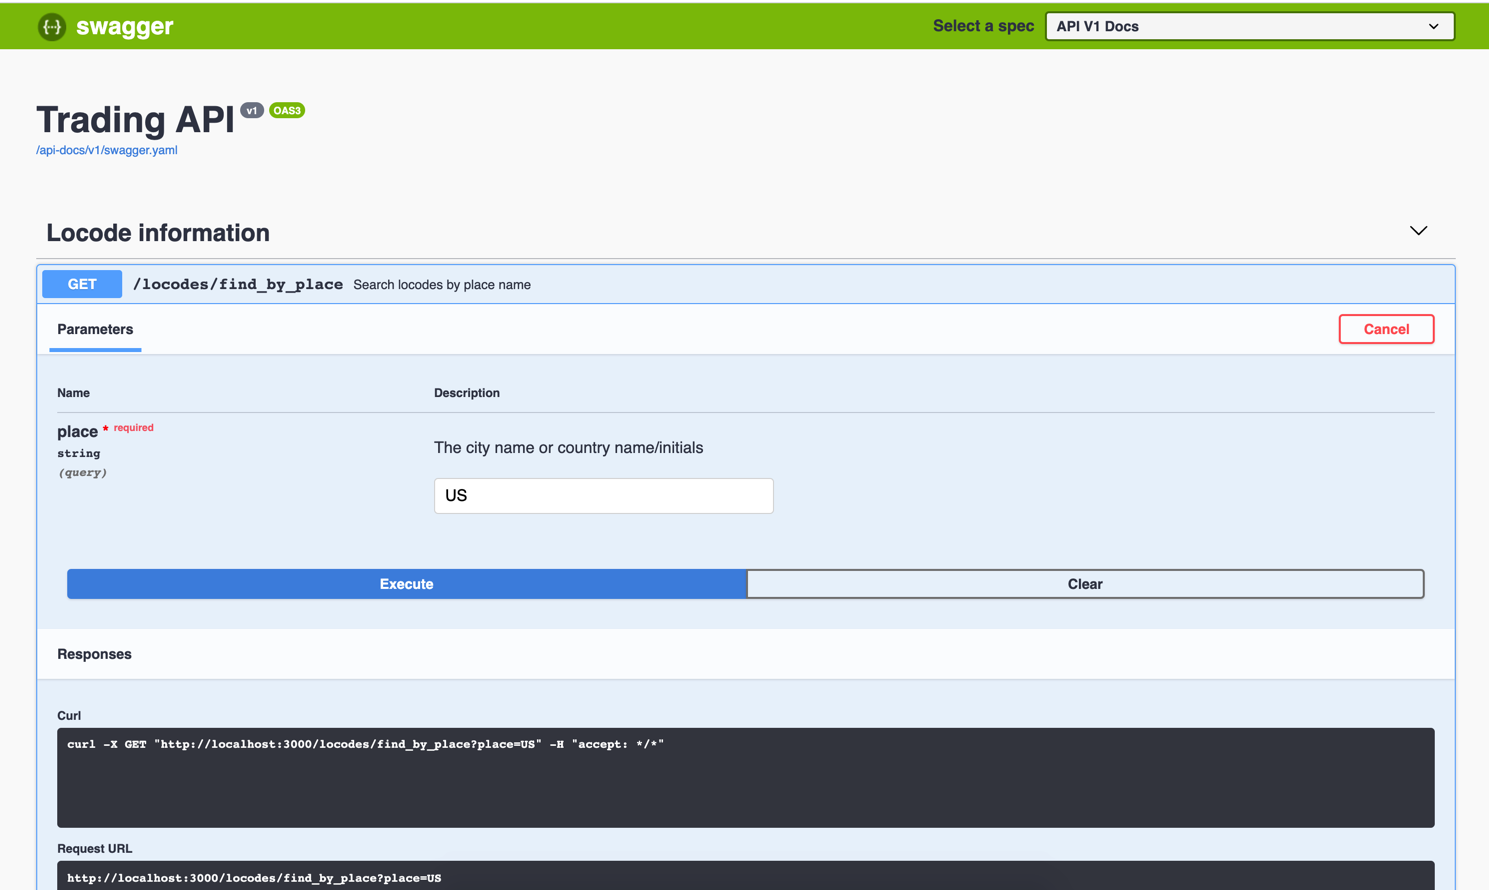 {···} swagger
Select a spec
API V1 Docs
Trading API v1 OAS3
/api-docs/v1/swagger.yaml
Locode information
GET /locodes/find_by_place Search locodes by place name
Parameters
Cancel
Name
Description
place * required
string
(query)
The city name or country name/initials
US
Execute
Clear
Responses
Curl
curl -X GET "http://localhost:3000/locodes/find_by_place?place=US" -H "accept: */*"
Request URL
http://localhost:3000/locodes/find_by_place?place=US